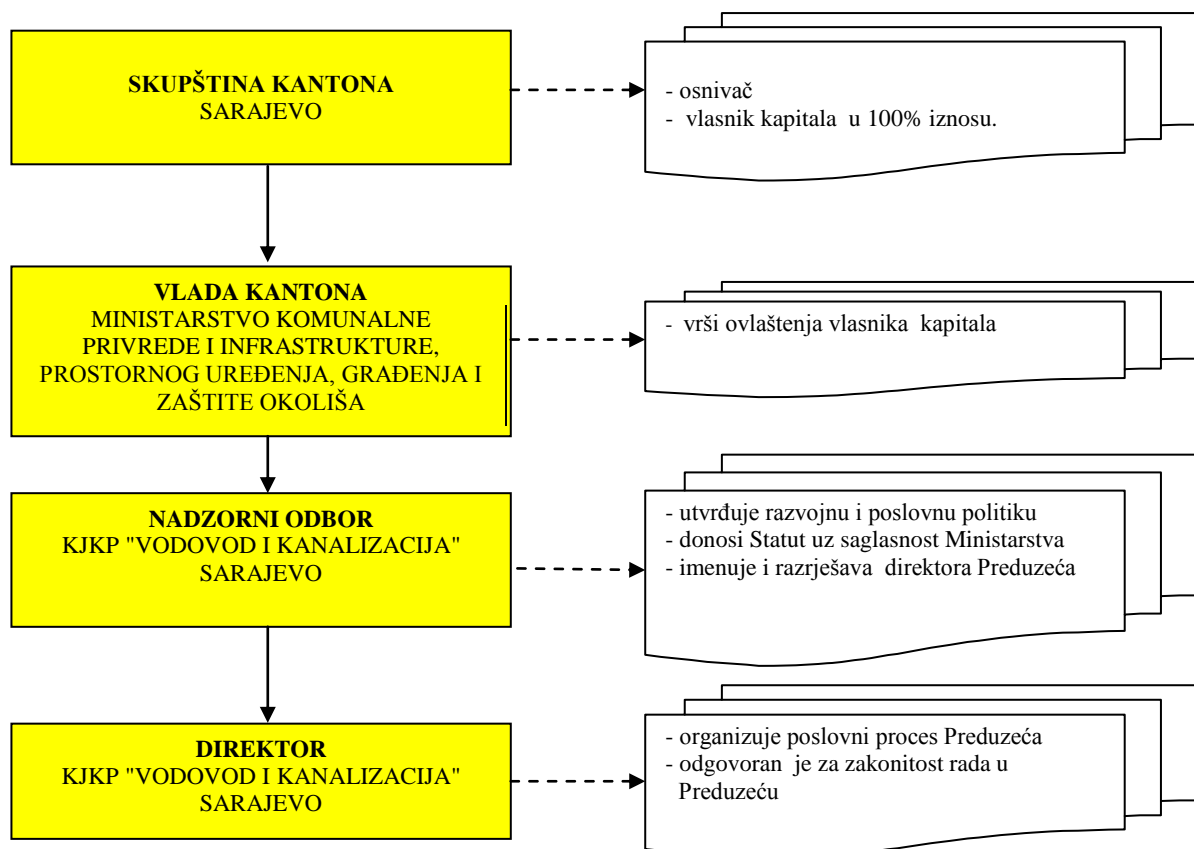 SKUPŠTINA KANTONA
SARAJEVO
- osnivač
- vlasnik kapitala u 100% iznosu.
VLADA KANTONA
MINISTARSTVO KOMUNALNE
PRIVREDE I INFRASTRUKTURE,
PROSTORNOG UREĐENJA, GRAĐENJA I
ZAŠTITE OKOLIŠA
- vrši ovlaštenja vlasnika kapitala
NADZORNI ODBOR
KJKP "VODOVOD I KANALIZACIJA"
SARAJEVO
- utvrđuje razvojnu i poslovnu politiku
- donosi Statut uz saglasnost Ministarstva
- imenuje i razrješava direktora Preduzeća
DIREKTOR
KJKP "VODOVOD I KANALIZACIJA"
SARAJEVO
- organizuje poslovni proces Preduzeća
- odgovoran je za zakonitost rada u
Preduzeću